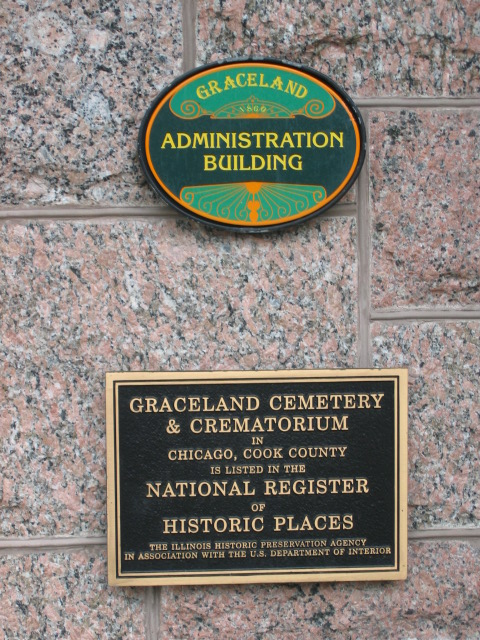 GRACELAND
1860
ADMINISTRATION
BUILDING
GRACELAND CEMETERY
& CREMATORIUM
IN
CHICAGO, COOK COUNTY
IS LISTED IN THE
NATIONAL REGISTER
OF
HISTORIC PLACES
THE ILLINOIS HISTORIC PRESERVATION AGENCY
IN ASSOCIATION WITH THE U.S. DEPARTMENT OF INTERIOR